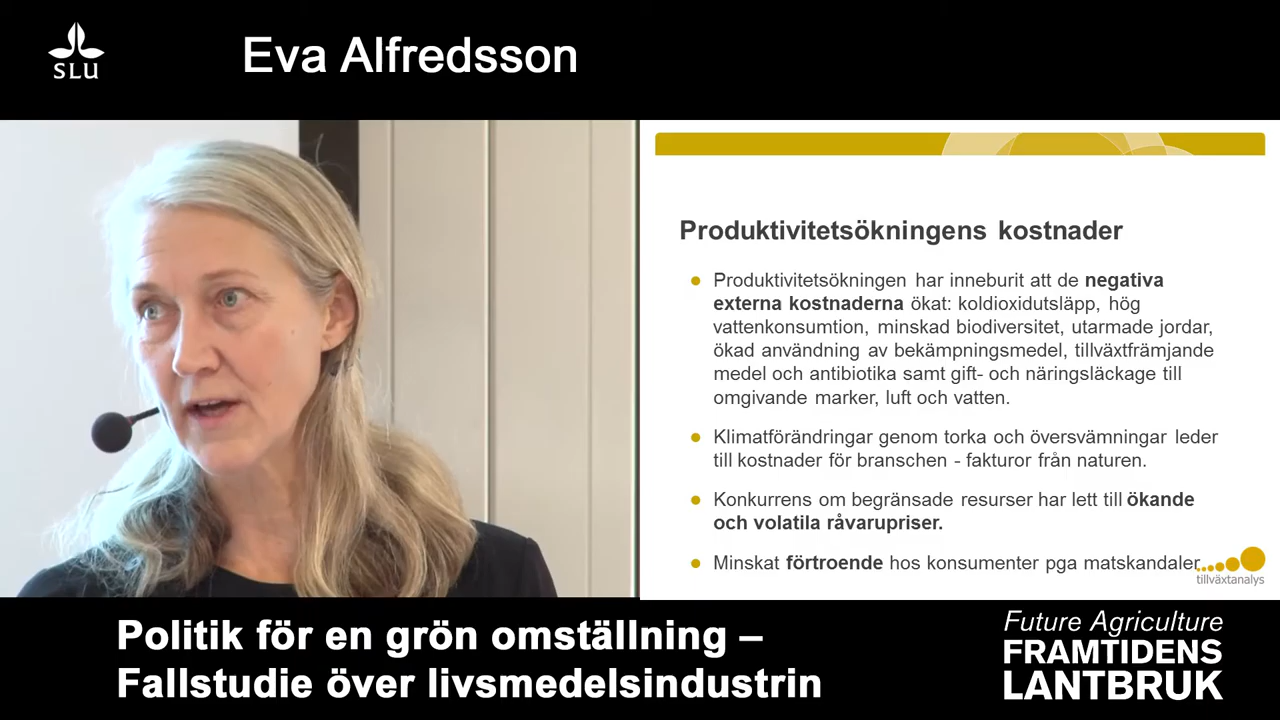 SLU
Eva Alfredsson
Produktivitetsökningens kostnader
Produktivitetsökningen har inneburit att de negativa
externa kostnaderna ökat: koldioxidutsläpp, hög
vattenkonsumtion, minskad biodiversitet, utarmade jordar,
ökad användning av bekämpningsmedel, tillväxtfrämjande
medel och antibiotika samt gift- och näringsläckage till
omgivande marker, luft och vatten.
Klimatförändringar genom torka och översvämningar leder
till kostnader för branschen - fakturor från naturen.
Konkurrens om begränsade resurser har lett till ökande
och volatila råvarupriser.
Minskat förtroende hos konsumenter pga matskandaler
tillväxtanalys
Politik för en grön omställning –
Fallstudie över livsmedelsindustrin
Future Agriculture
FRAMTIDENS
LANTBRUK